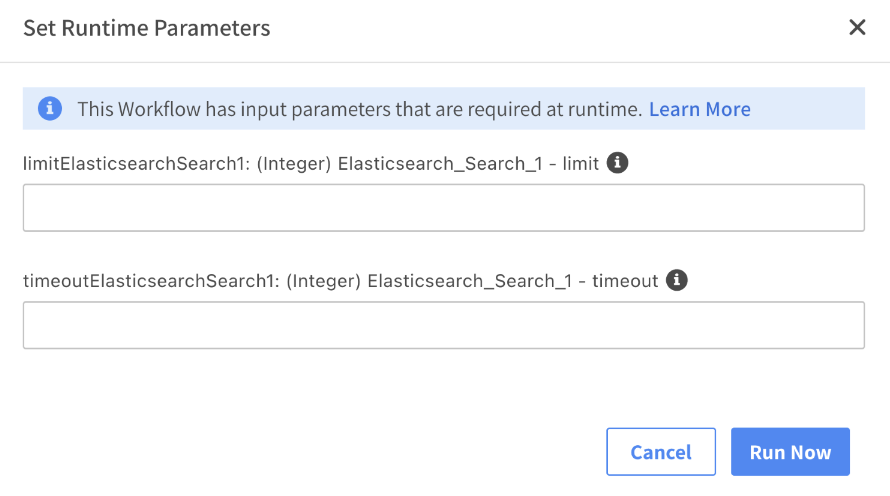 Set Runtime Parameters
This Workflow has input parameters that are required at runtime. Learn More
limitElasticsearchSearch1: (Integer) Elasticsearch_Search_1 - limit
timeoutElasticsearchSearch1: (Integer) Elasticsearch_Search_1 - timeout
Cancel Run Now